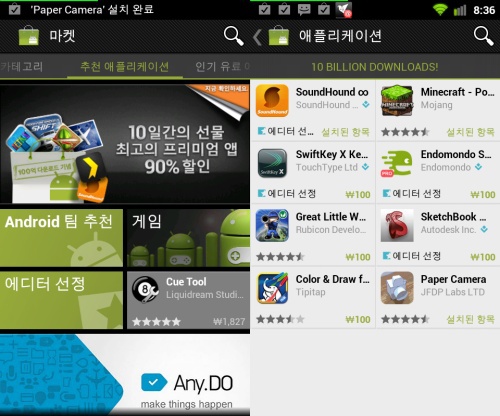 'Paper Camera' 설치 완료
마켓
카테고리
추천 애플리케이션
인기 유료
지금 확인하세요!
10일간의 선물
최고의 프리미엄 앱
90% 할인
100억 다운로드 기념
SHIFT
Android 팀 추천
게임
에디터 선정
8
Cue Tool
Liquidream Studi...
₩1,827
Any.DO
make things happen
8:36
애플리케이션
10 BILLION DOWNLOADS!
SoundHound ∞
SoundHound ...
에디터 선... 설치된 항목
Minecraft - Po...
Mojang
설치된 항목
SwiftKey X Ke...
TouchType Ltd
에디터 선정 ₩100
Endomondo S...
Endomondo
PRO
에디터 선정 ₩100
Great Little W...
Rubicon Develo...
₩100
SketchBook ...
Autodesk Inc.
에디터 선정 ₩100
Color & Draw f...
Tipitap
₩100
Paper Camera
JFDP Labs LTD
설치된 항목